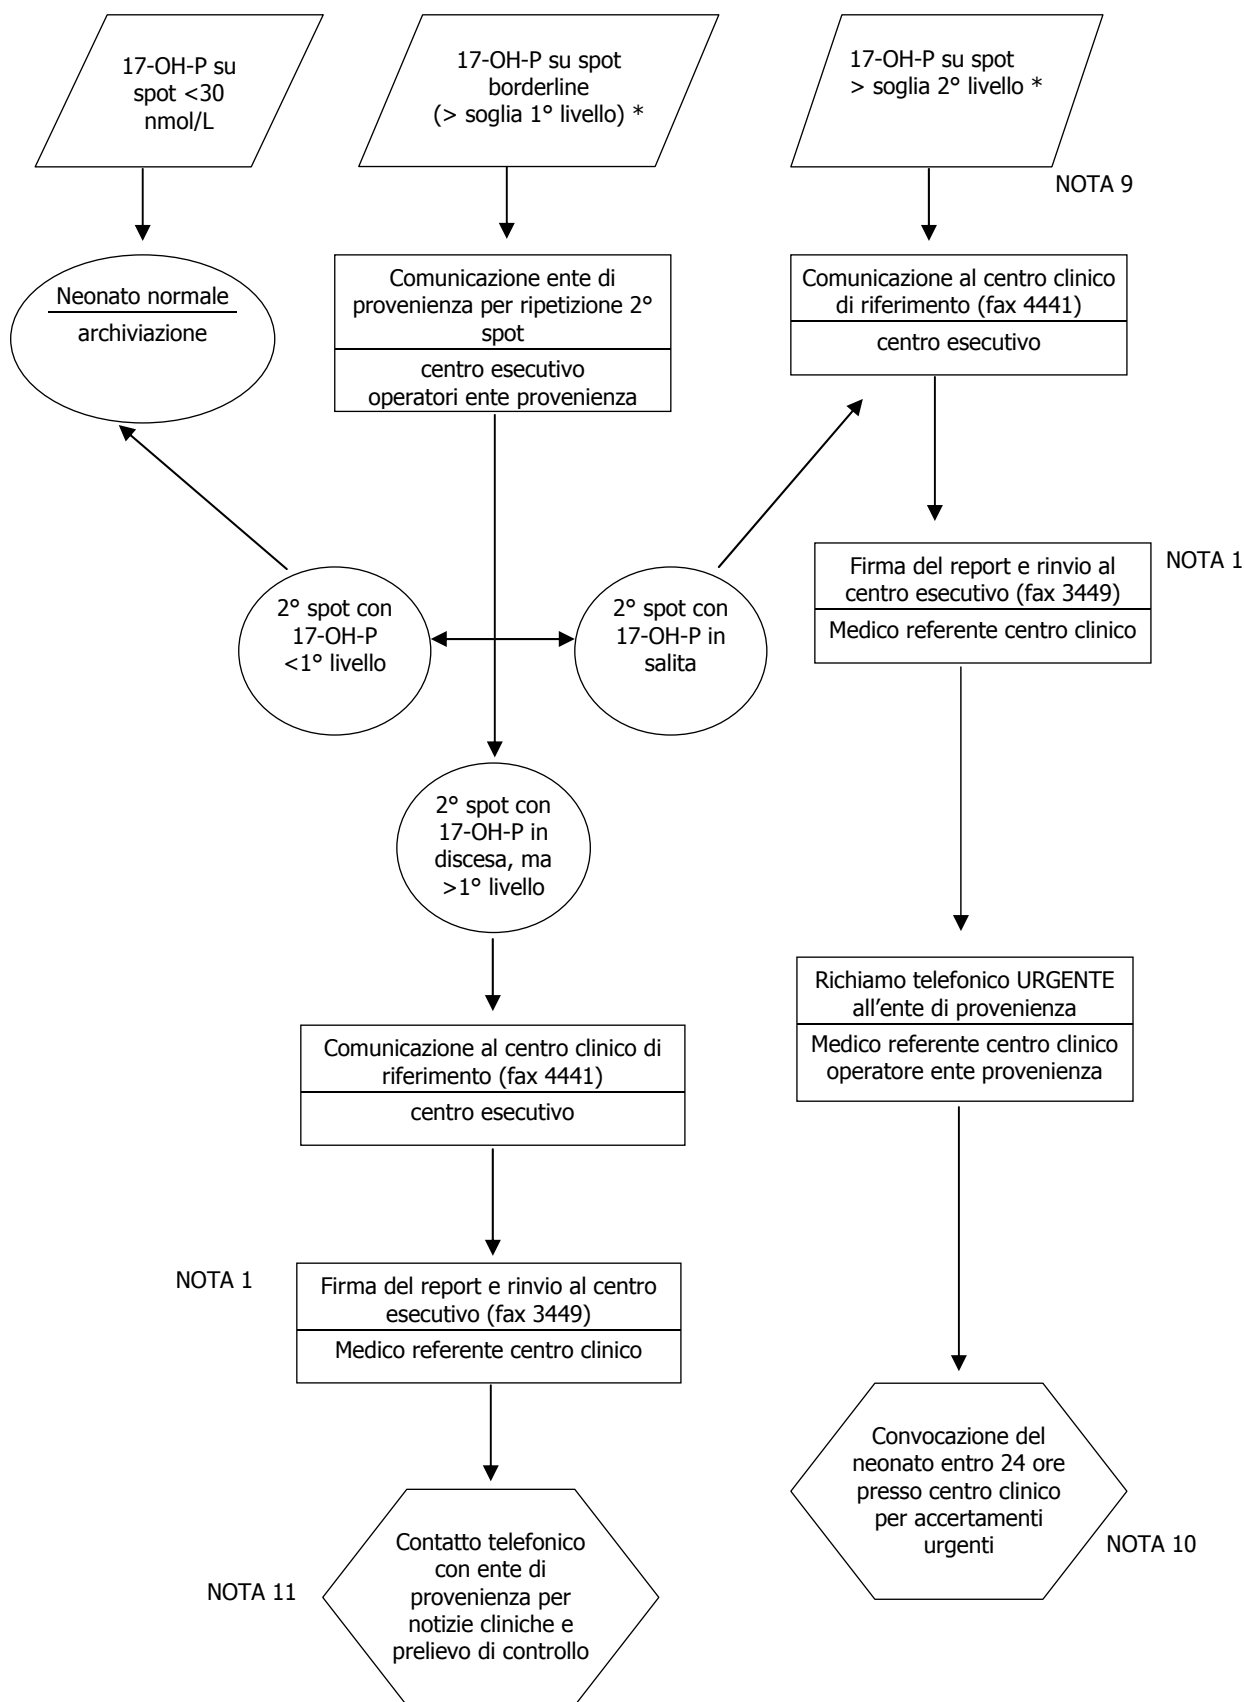 17-OH-P su
spot <30
nmol/L
17-OH-P su spot
borderline
(> soglia 1° livello) *
17-OH-P su spot
> soglia 2° livello *
NOTA 9
Neonato normale
archiviazione
Comunicazione ente di
provenienza per ripetizione 2°
spot
centro esecutivo
operatori ente provenienza
Comunicazione al centro clinico
di riferimento (fax 4441)
centro esecutivo
2° spot con
17-OH-P
<1° livello
2° spot con
17-OH-P in
salita
Firma del report e rinvio al
centro esecutivo (fax 3449)
Medico referente centro clinico
NOTA 1
2° spot con
17-OH-P in
discesa, ma
>1° livello
Richiamo telefonico URGENTE
all’ente di provenienza
Medico referente centro clinico
operatore ente provenienza
Comunicazione al centro clinico di
riferimento (fax 4441)
centro esecutivo
NOTA 1
Firma del report e rinvio al centro
esecutivo (fax 3449)
Medico referente centro clinico
Convocazione del
neonato entro 24 ore
presso centro clinico
per accertamenti
urgenti
NOTA 10
NOTA 11
Contatto telefonico
con ente di
provenienza per
notizie cliniche e
prelievo di controllo